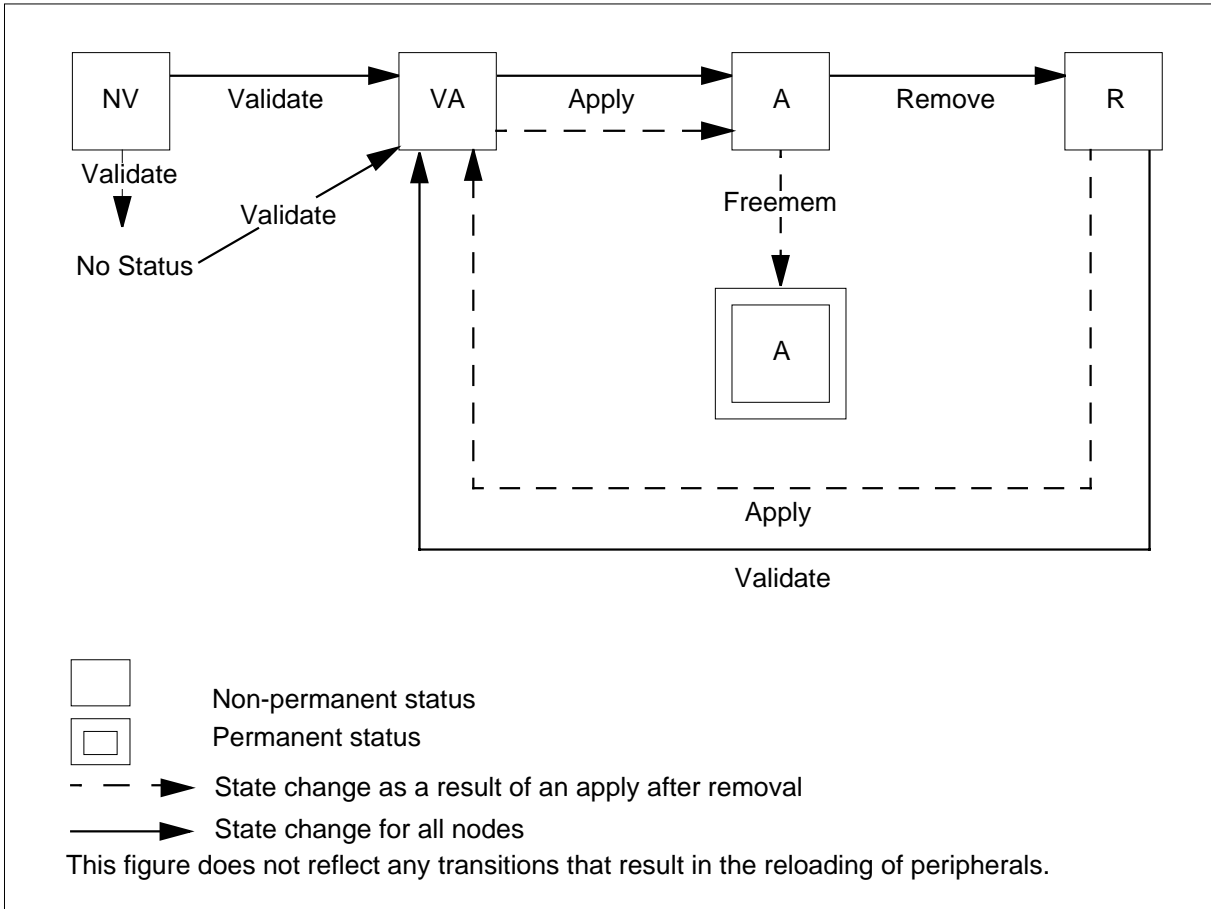 NV
VA
A
R
Validate
Apply
Remove
Validate
Validate
Freemem
No Status
A
Apply
Validate
Non-permanent status
Permanent status
State change as a result of an apply after removal
State change for all nodes
This figure does not reflect any transitions that result in the reloading of peripherals.